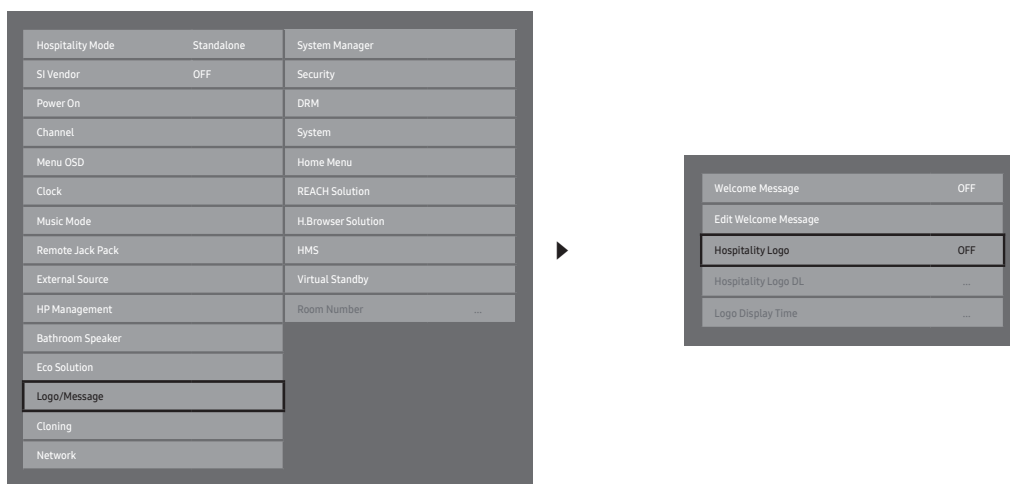 Hospitality Mode Standalone
SI Vendor OFF
Power On
Channel
Menu OSD
Clock
Music Mode
Remote Jack Pack
External Source
HP Management
Bathroom Speaker
Eco Solution
Logo/Message
Cloning
Network
System Manager
Security
DRM
System
Home Menu
REACH Solution
H.Browser Solution
HMS
Virtual Standby
Room Number ...
Welcome Message OFF
Edit Welcome Message
Hospitality Logo OFF
Hospitality Logo DL ...
Logo Display Time ...